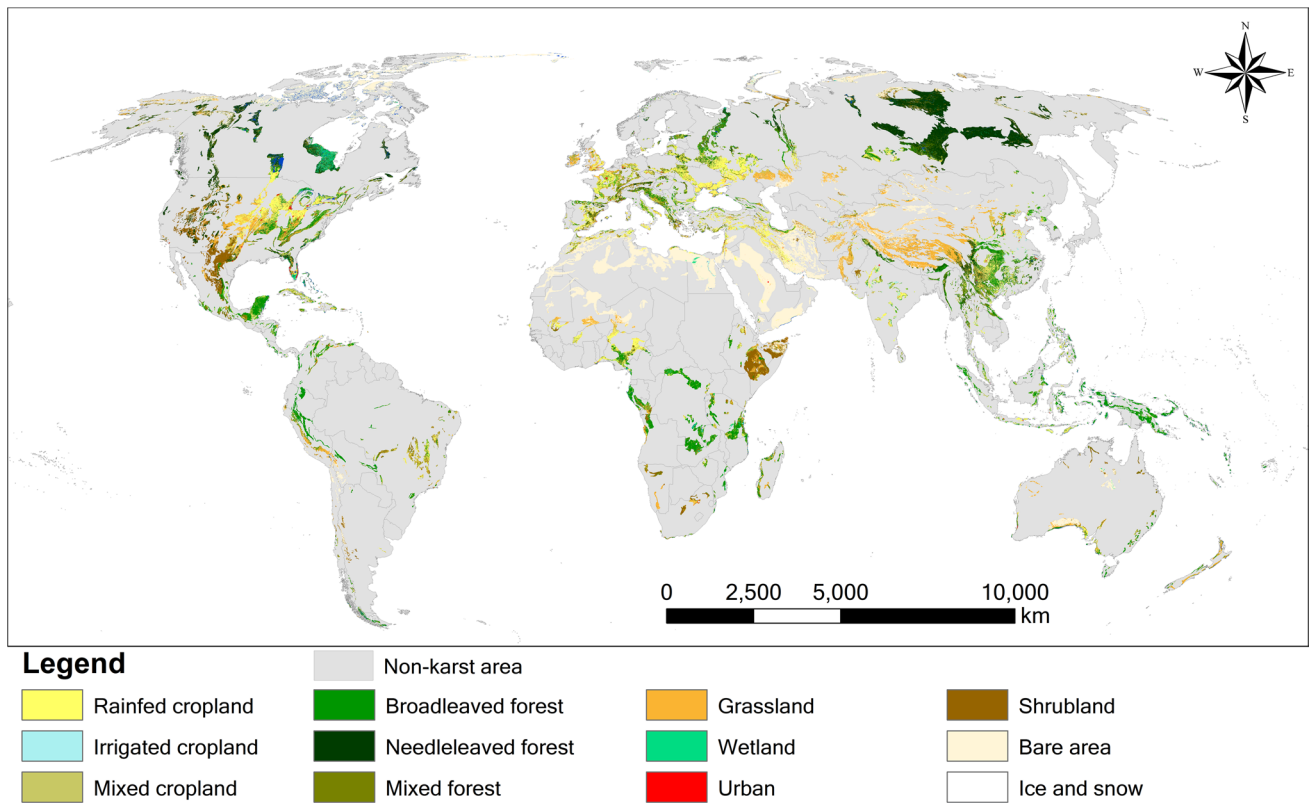 N
W E
S
0 2,500 5,000 10,000
km
Legend
Non-karst area
Rainfed cropland
Broadleaved forest
Grassland
Shrubland
Irrigated cropland
Needleleaved forest
Wetland
Bare area
Mixed cropland
Mixed forest
Urban
Ice and snow